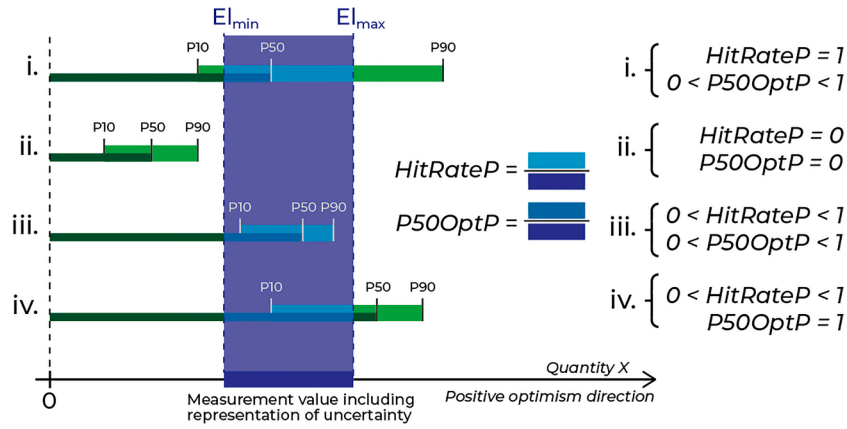 EImin EImax
P10 P50 P90
i.
P10 P50 P90
ii.
P10 P50 P90
iii.
P10 P50 P90
iv.
HitRateP =
P50OptP =
i. HitRateP = 1
0 < P50OptP < 1
ii. HitRateP = 0
P50OptP = 0
iii. 0 < HitRateP < 1
0 < P50OptP < 1
iv. 0 < HitRateP < 1
P50OptP = 1
Quantity X
0
Measurement value including
representation of uncertainty
Positive optimism direction